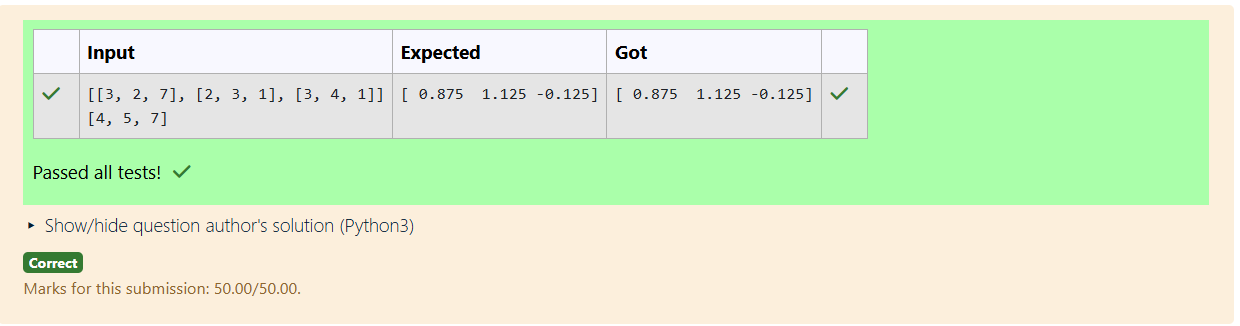 Input Expected Got
[[3, 2, 7], [2, 3, 1], [3, 4, 1]] [ 0.875  1.125 -0.125] [ 0.875  1.125 -0.125]
[4, 5, 7]
Passed all tests!
Show/hide question author's solution (Python3)
Correct
Marks for this submission: 50.00/50.00.